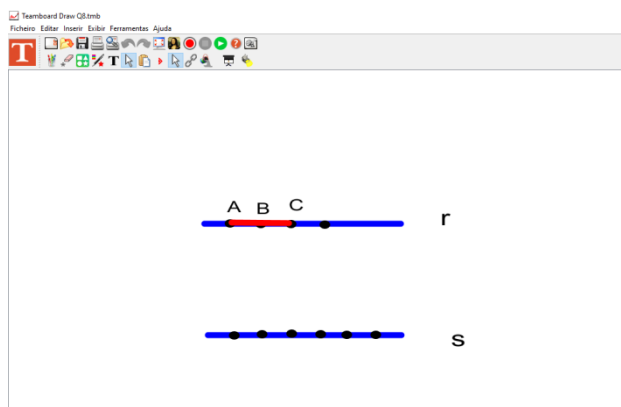 Teamboard Draw Q8.tmb
Ficheiro Editar Inserir Exibir Ferramentas Ajuda
T
T
A B C
r
s